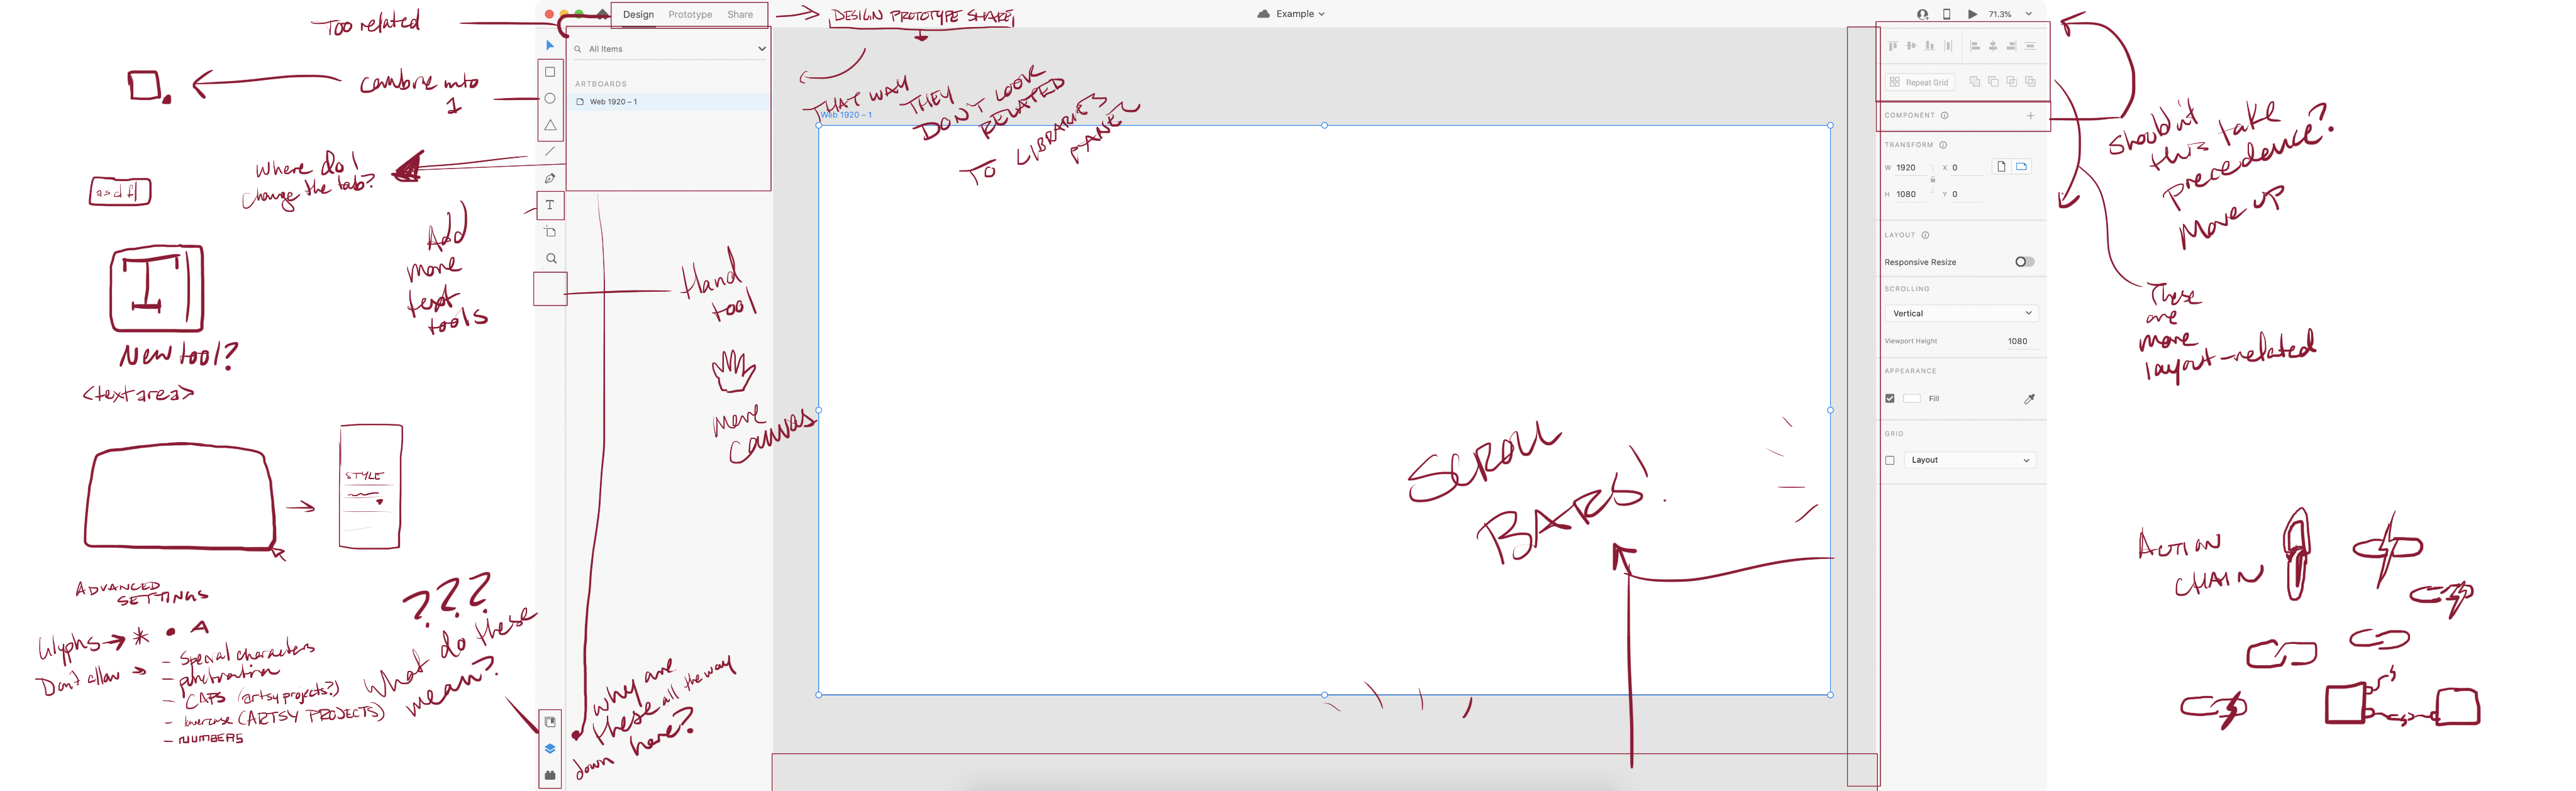 Too related
Design Prototype Share
DESIGN PROTOTYPE SHARE
Example
71.3%
combine into
1
All Items
ARTBOARDS
Web 1920 – 1
THAT WAY
THEY
DON'T LOOK
RELATED
TO LIBRARIES
PANE
Web 1920 – 1
Where do I
change the tab?
asdf|
T
Add
more
text
tools
New tool?
<textarea>
STYLE
Hand
tool
move
canvas
SCROLL
BARS!
ADVANCED
SETTINGS
Glyphs → * • A
Don't allow →
- Special characters
- punctuation
- CAPS (artsy projects?)
- lowercase (ARTSY PROJECTS)
- NUMBERS
???
What do these
mean?
why are
these all the way
down here?
Repeat Grid
COMPONENT
TRANSFORM
W 1920 X 0
H 1080 Y 0
LAYOUT
Responsive Resize
SCROLLING
Vertical
Viewport Height 1080
APPEARANCE
Fill
GRID
Layout
Shouldn't
this take
precedence?
Move up
These
are
more
layout-related
ACTION
CHAIN